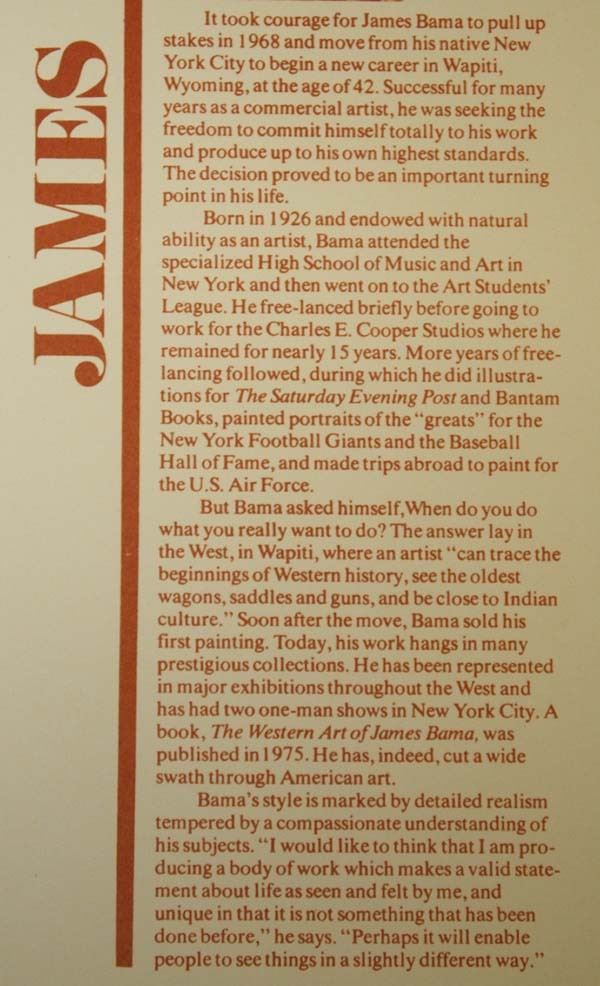 JAMES
It took courage for James Bama to pull up
stakes in 1968 and move from his native New
York City to begin a new career in Wapiti,
Wyoming, at the age of 42. Successful for many
years as a commercial artist, he was seeking the
freedom to commit himself totally to his work
and produce up to his own highest standards.
The decision proved to be an important turning
point in his life.
Born in 1926 and endowed with natural
ability as an artist, Bama attended the
specialized High School of Music and Art in
New York and then went on to the Art Students'
League. He free-lanced briefly before going to
work for the Charles E. Cooper Studios where he
remained for nearly 15 years. More years of free-
lancing followed, during which he did illustra-
tions for The Saturday Evening Post and Bantam
Books, painted portraits of the "greats" for the
New York Football Giants and the Baseball
Hall of Fame, and made trips abroad to paint for
the U.S. Air Force.
But Bama asked himself,When do you do
what you really want to do? The answer lay in
the West, in Wapiti, where an artist "can trace the
beginnings of Western history, see the oldest
wagons, saddles and guns, and be close to Indian
culture." Soon after the move, Bama sold his
first painting. Today, his work hangs in many
prestigious collections. He has been represented
in major exhibitions throughout the West and
has had two one-man shows in New York City. A
book, The Western Art of James Bama, was
published in 1975. He has, indeed, cut a wide
swath through American art.
Bama's style is marked by detailed realism
tempered by a compassionate understanding of
his subjects. "I would like to think that I am pro-
ducing a body of work which makes a valid state-
ment about life as seen and felt by me, and
unique in that it is not something that has been
done before," he says. "Perhaps it will enable
people to see things in a slightly different way."